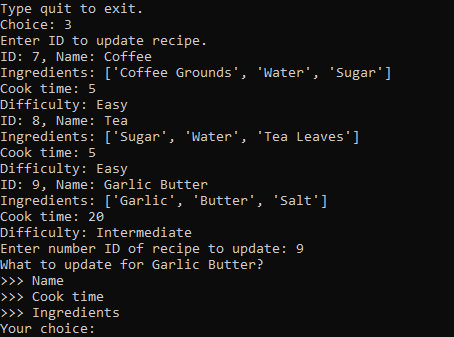 Type quit to exit.
Choice: 3
Enter ID to update recipe.
ID: 7, Name: Coffee
Ingredients: ['Coffee Grounds', 'Water', 'Sugar']
Cook time: 5
Difficulty: Easy
ID: 8, Name: Tea
Ingredients: ['Sugar', 'Water', 'Tea Leaves']
Cook time: 5
Difficulty: Easy
ID: 9, Name: Garlic Butter
Ingredients: ['Garlic', 'Butter', 'Salt']
Cook time: 20
Difficulty: Intermediate
Enter number ID of recipe to update: 9
What to update for Garlic Butter?
>>> Name
>>> Cook time
>>> Ingredients
Your choice: